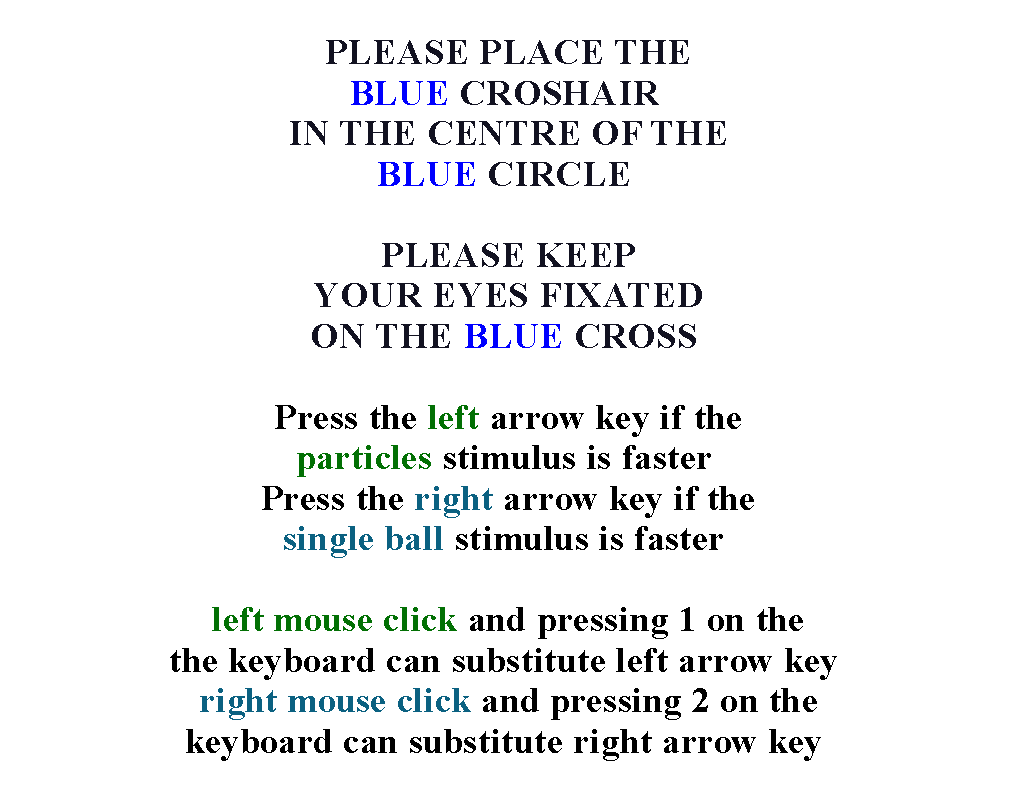 PLEASE PLACE THE
BLUE CROSHAIR
IN THE CENTRE OF THE
BLUE CIRCLE
PLEASE KEEP
YOUR EYES FIXATED
ON THE BLUE CROSS
Press the left arrow key if the
particles stimulus is faster
Press the right arrow key if the
single ball stimulus is faster
left mouse click and pressing 1 on the
the keyboard can substitute left arrow key
right mouse click and pressing 2 on the
keyboard can substitute right arrow key